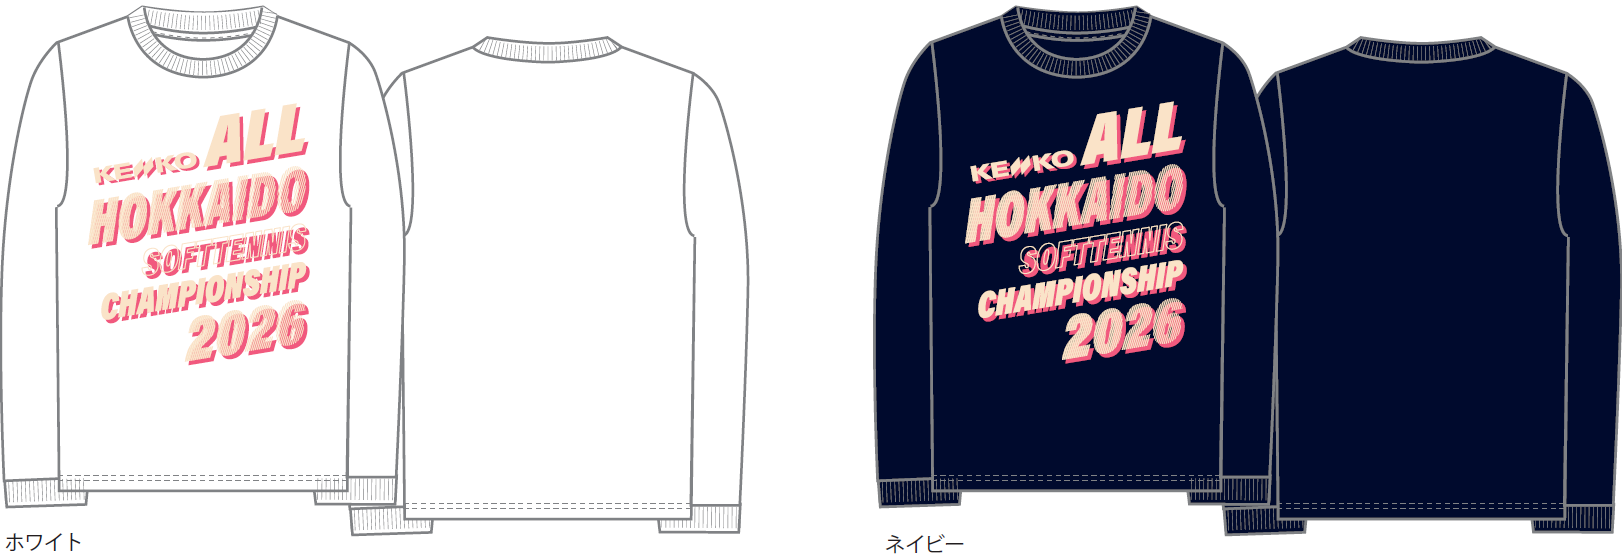 KENKO ALL
HOKKAIDO
SOFTTENNIS
CHAMPIONSHIP
2026
ホワイト
KENKO ALL
HOKKAIDO
SOFTTENNIS
CHAMPIONSHIP
2026
ネイビー